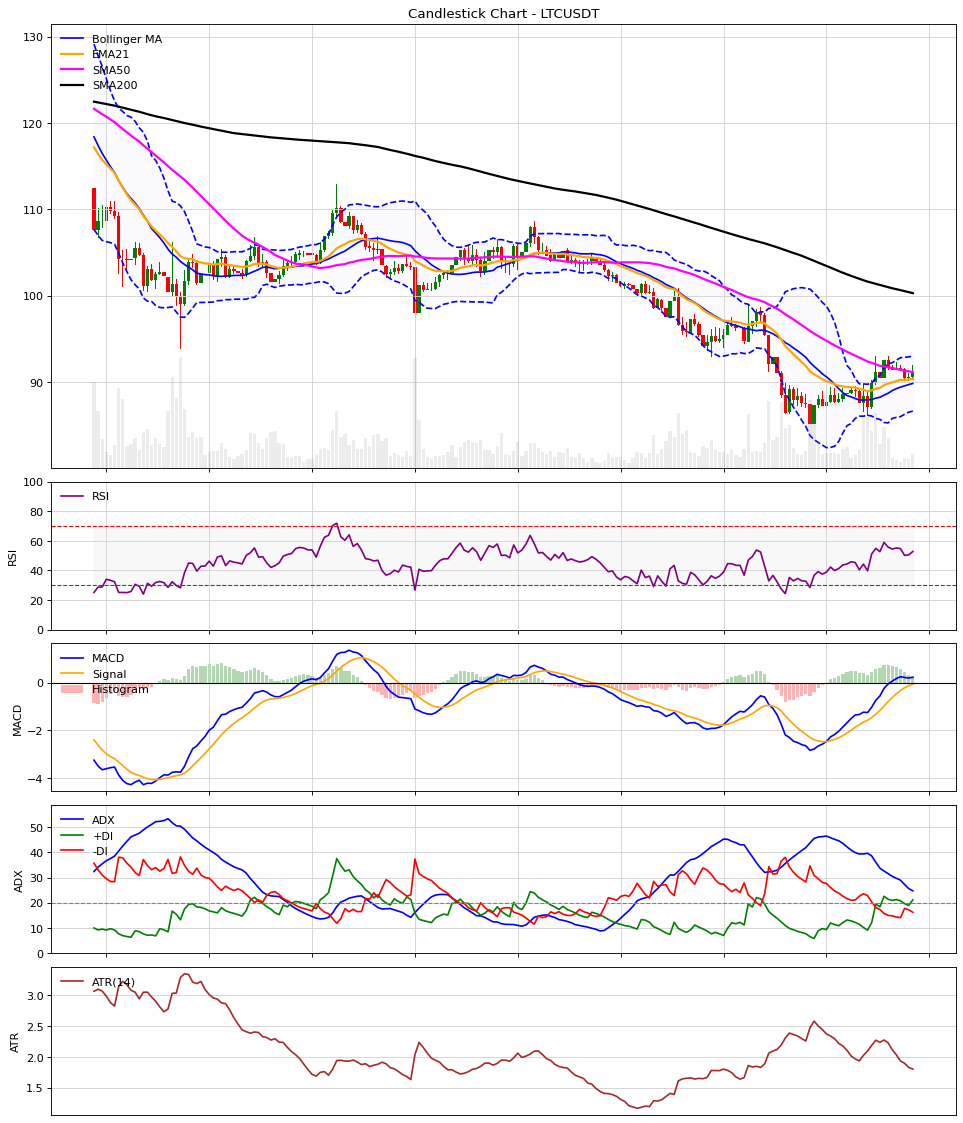 Candlestick Chart - LTCUSDT
130
120
110
100
90
Bollinger MA
EMA21
SMA50
SMA200
100
80
60
40
20
0
RSI
RSI
0
−2
−4
MACD
MACD
Signal
Histogram
50
40
30
20
10
0
ADX
ADX
+DI
-DI
3.0
2.5
2.0
1.5
ATR
ATR(14)